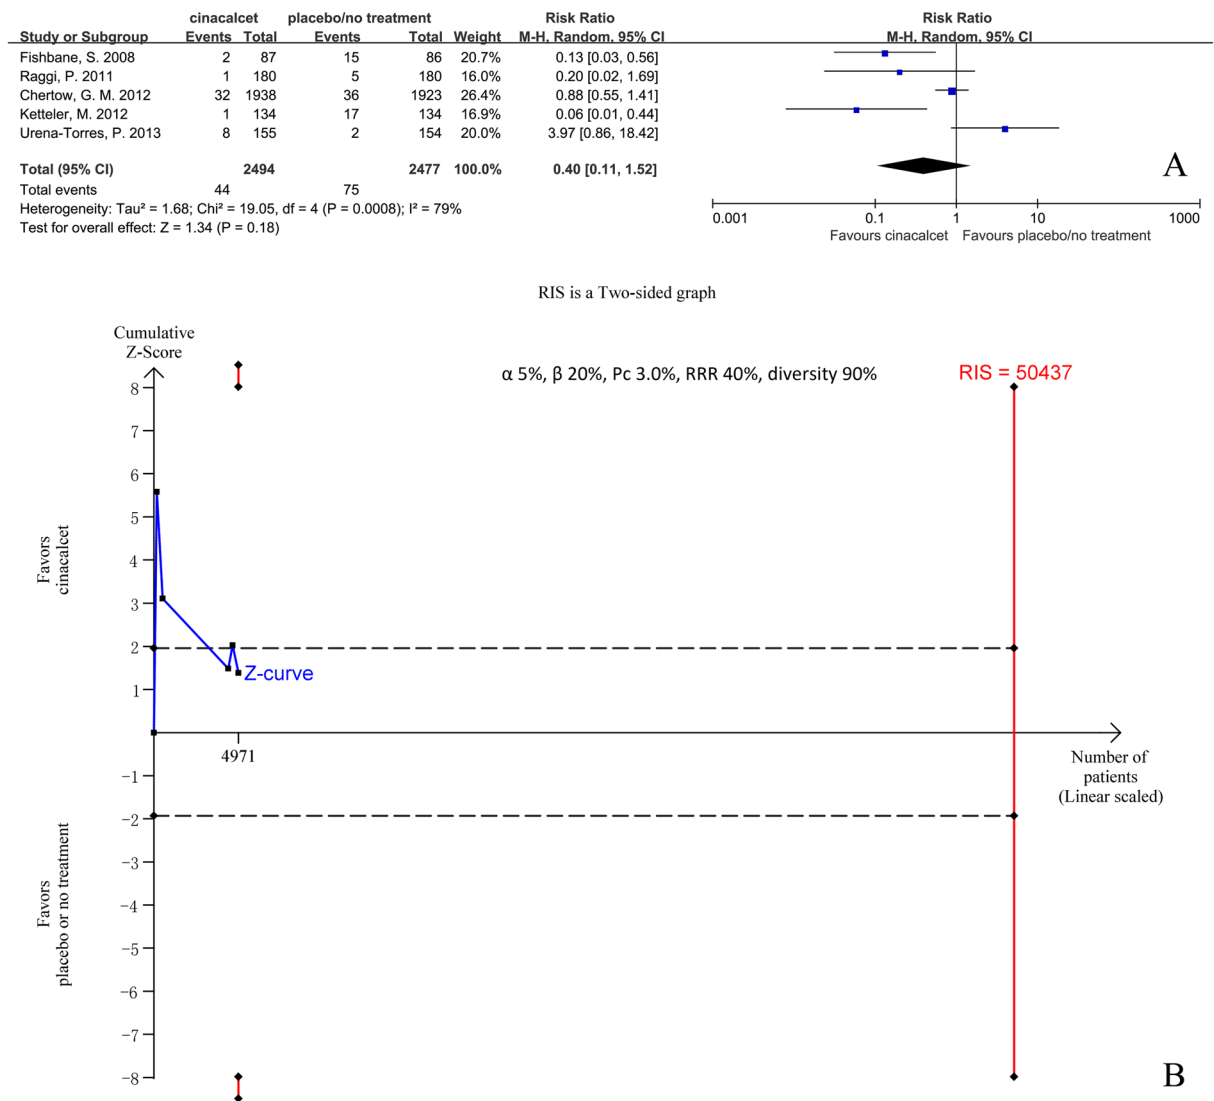 cinacalcet placebo/no treatment Risk Ratio Risk Ratio
Study or Subgroup Events Total Events Total Weight M-H, Random, 95% CI M-H, Random, 95% CI
Fishbane, S. 2008 2 87 15 86 20.7% 0.13 [0.03, 0.56]
Raggi, P. 2011 1 180 5 180 16.0% 0.20 [0.02, 1.69]
Chertow, G. M. 2012 32 1938 36 1923 26.4% 0.88 [0.55, 1.41]
Ketteler, M. 2012 1 134 17 134 16.9% 0.06 [0.01, 0.44]
Urena-Torres, P. 2013 8 155 2 154 20.0% 3.97 [0.86, 18.42]
Total (95% CI) 2494 2477 100.0% 0.40 [0.11, 1.52]
Total events 44 75
Heterogeneity: Tau² = 1.68; Chi² = 19.05, df = 4 (P = 0.0008); I² = 79%
Test for overall effect: Z = 1.34 (P = 0.18)
0.001 0.1 1 10 1000
Favours cinacalcet Favours placebo/no treatment
A
RIS is a Two-sided graph
Cumulative
Z-Score
α 5%, β 20%, Pc 3.0%, RRR 40%, diversity 90%
RIS = 50437
8
7
6
5
4
3
2
1
Favors
cinacalcet
Z-curve
4971
Number of
patients
(Linear scaled)
-1
-2
-3
-4
-5
-6
-7
-8
Favors
placebo or no treatment
B